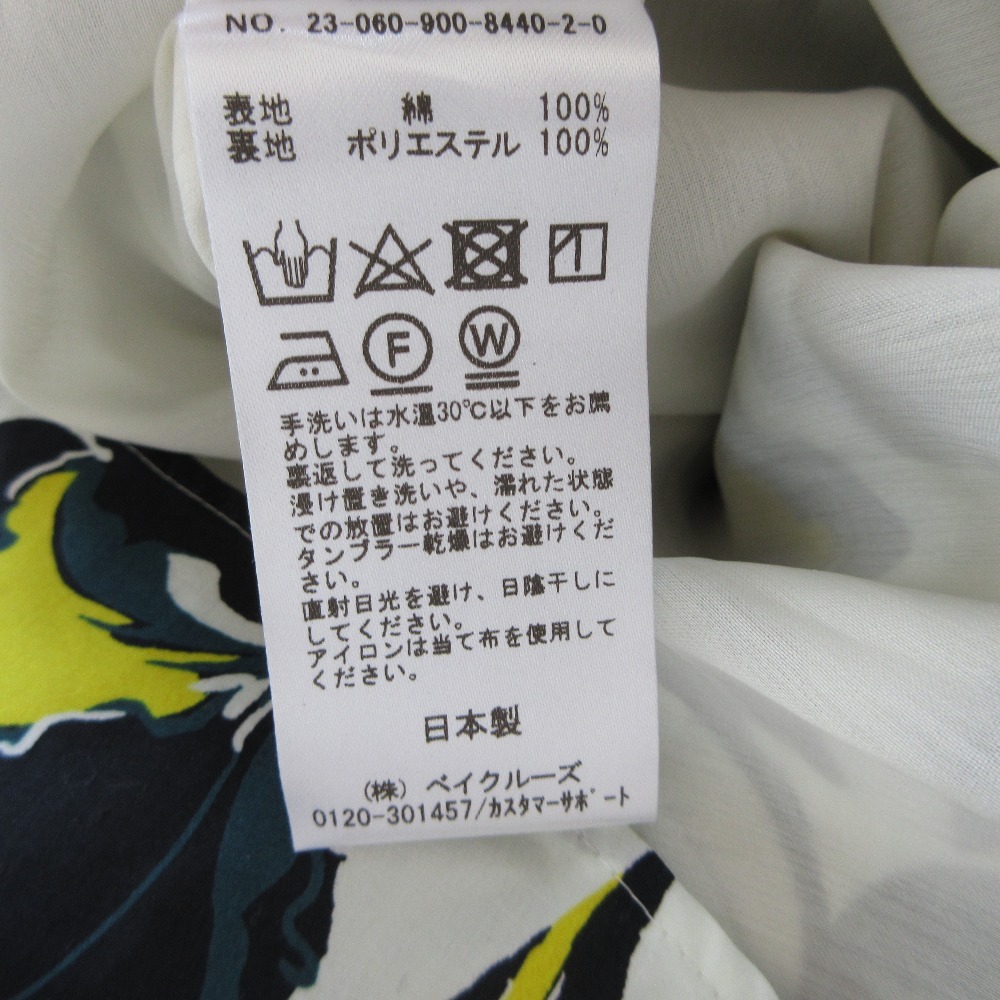 NO. 23-060-900-8440-2-0
表地 綿 100%
裏地 ポリエステル 100%
F W
手洗いは水温30℃以下をお薦
めします。
裏返して洗ってください。
浸け置き洗いや、濡れた状態
での放置はお避けください。
タンブラー乾燥はお避けくだ
さい。
直射日光を避け、日陰干しに
してください。
アイロンは当て布を使用して
ください。
日本製
(株) ベイクルーズ
0120-301457/カスタマーサポート